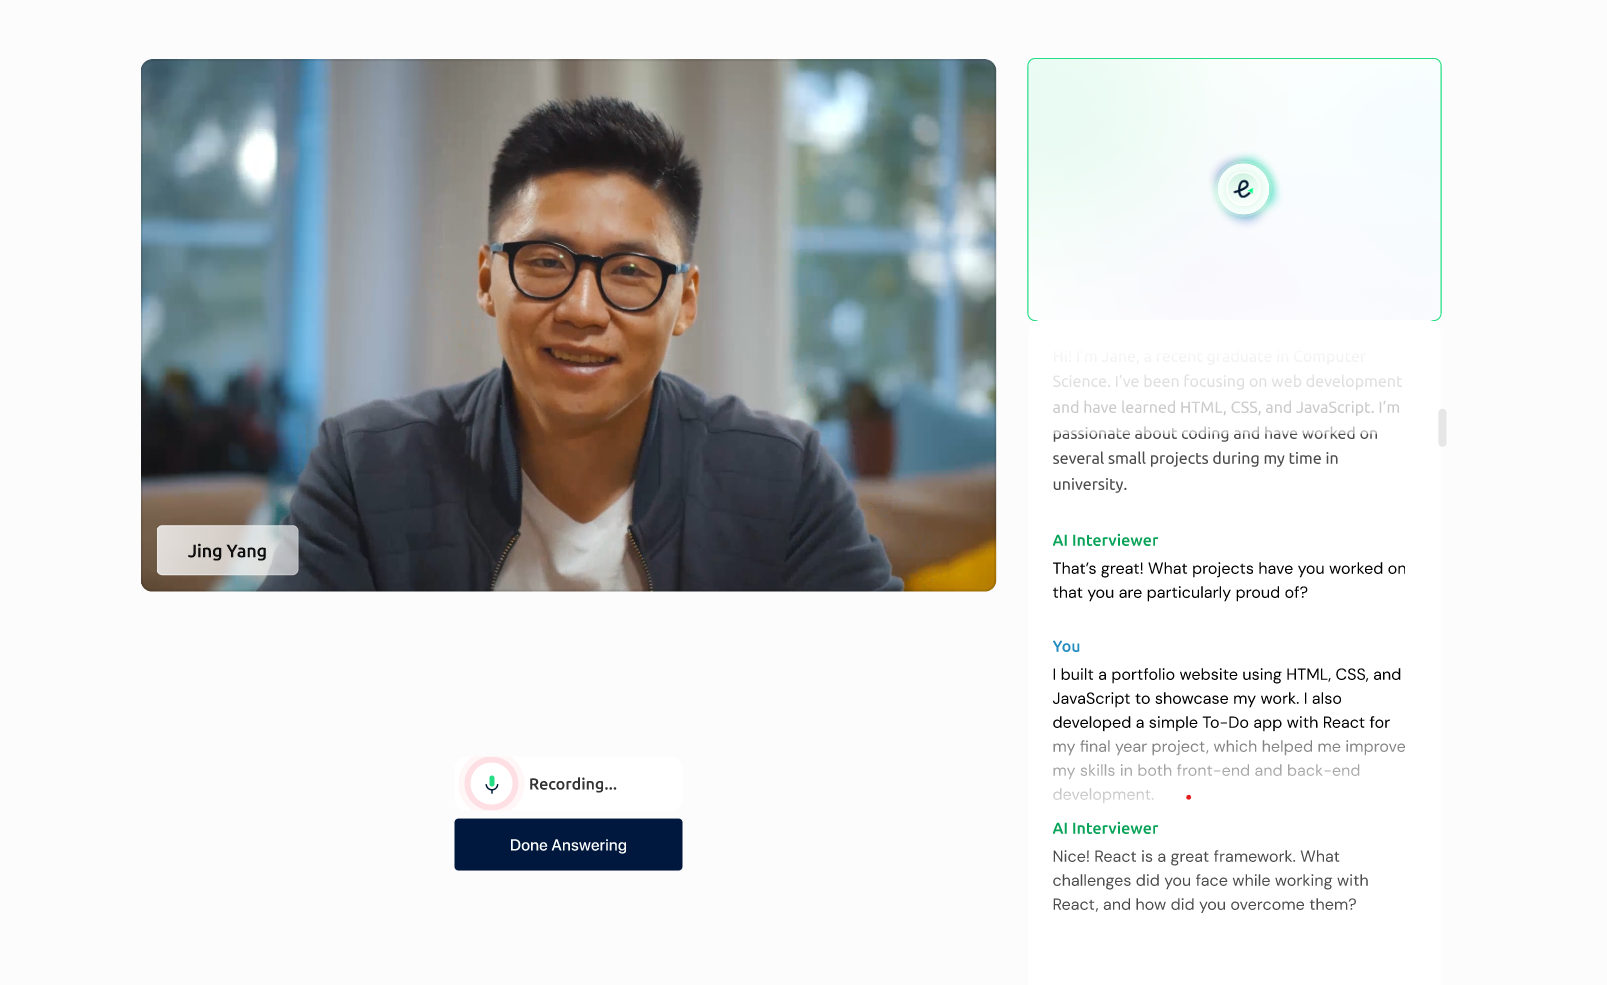 Jing Yang
Recording...
Done Answering
Hi! I'm Jane, a recent graduate in Computer
Science. I've been focusing on web development
and have learned HTML, CSS, and JavaScript. I'm
passionate about coding and have worked on
several small projects during my time in
university.
AI Interviewer
That's great! What projects have you worked on
that you are particularly proud of?
You
I built a portfolio website using HTML, CSS, and
JavaScript to showcase my work. I also
developed a simple To-Do app with React for
my final year project, which helped me improve
my skills in both front-end and back-end
development.
AI Interviewer
Nice! React is a great framework. What
challenges did you face while working with
React, and how did you overcome them?